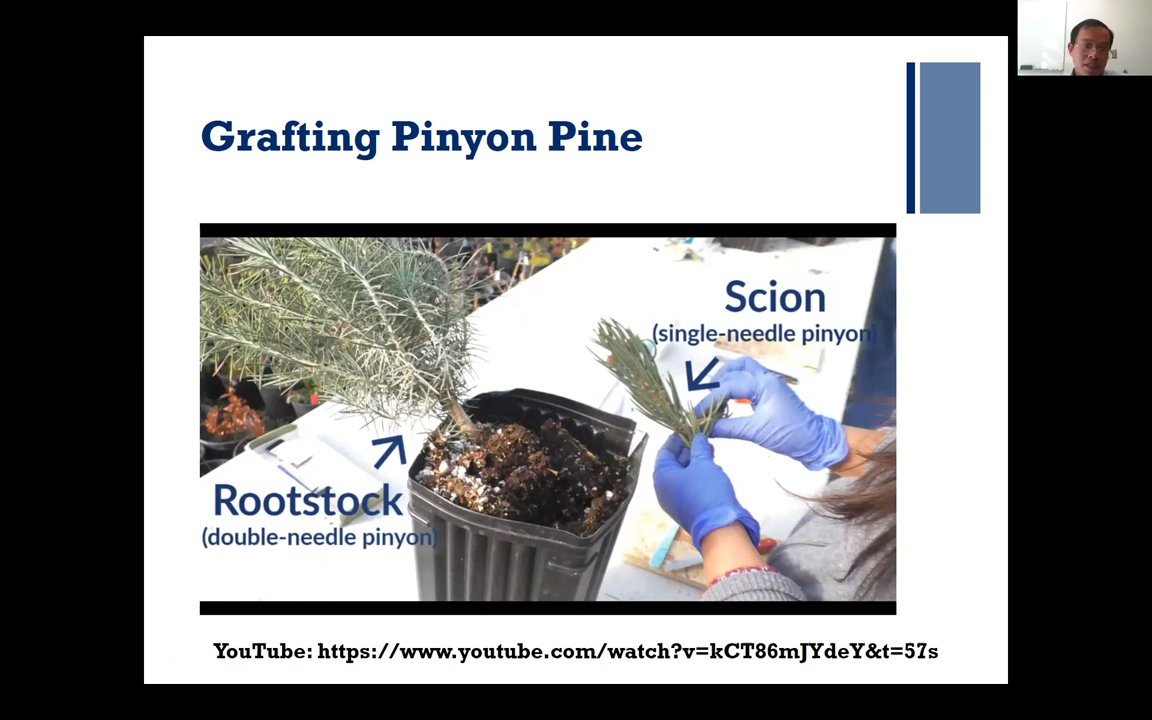 Grafting Pinyon Pine
Scion
(single-needle pinyon)
Rootstock
(double-needle pinyon)
YouTube: https://www.youtube.com/watch?v=kCT86mJYdeY&t=57s